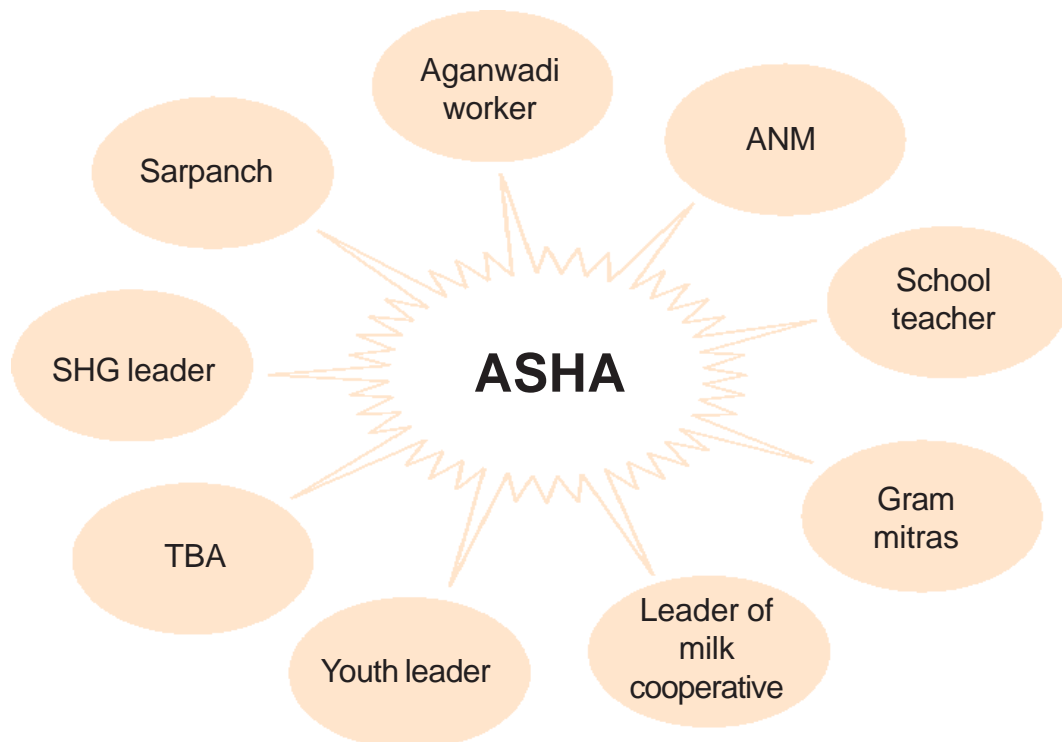 Aganwadi
worker
ANM
Sarpanch
School
teacher
SHG leader
ASHA
Gram
mitras
TBA
Leader of
milk
cooperative
Youth leader